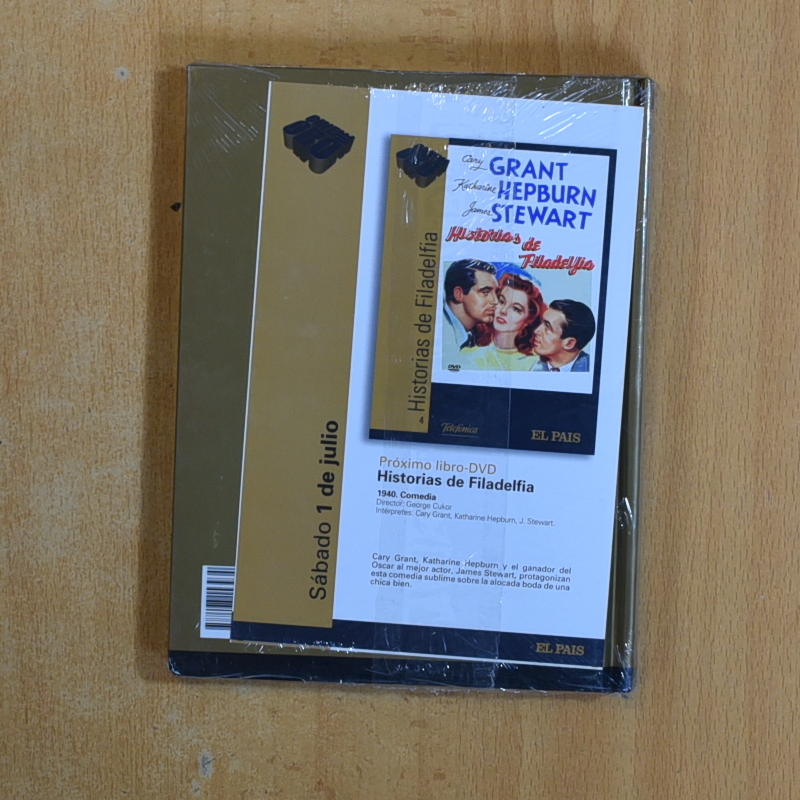 Cary GRANT
Katharine HEPBURN
James STEWART
Historias de
Filadelfia
DVD
Historias de Filadelfia
4
Telefónica
EL PAIS
Sábado 1 de julio
Próximo libro-DVD
Historias de Filadelfia
1940. Comedia
Director: George Cukor
Intérpretes: Cary Grant, Katharine Hepburn, J. Stewart.
Cary Grant, Katharine Hepburn y el ganador del
Oscar al mejor actor, James Stewart, protagonizan
esta comedia sublime sobre la alocada boda de una
chica bien.
EL PAIS